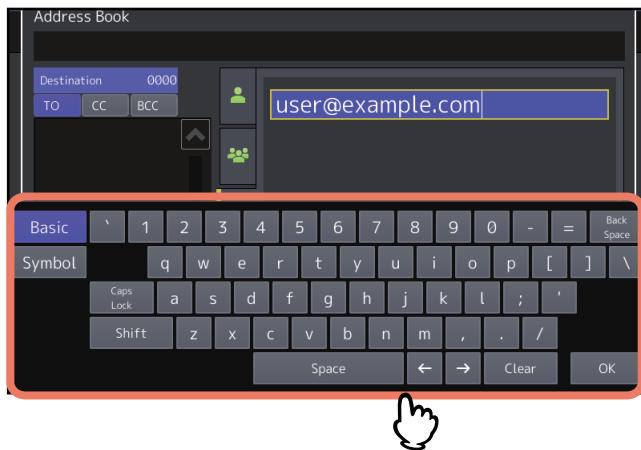 Address Book
Destination 0000
TO CC BCC
user@example.com
Basic ` 1 2 3 4 5 6 7 8 9 0 - = Back Space
Symbol q w e r t y u i o p [ ] \
Caps Lock a s d f g h j k l ; '
Shift z x c v b n m , . /
Space ← → Clear OK